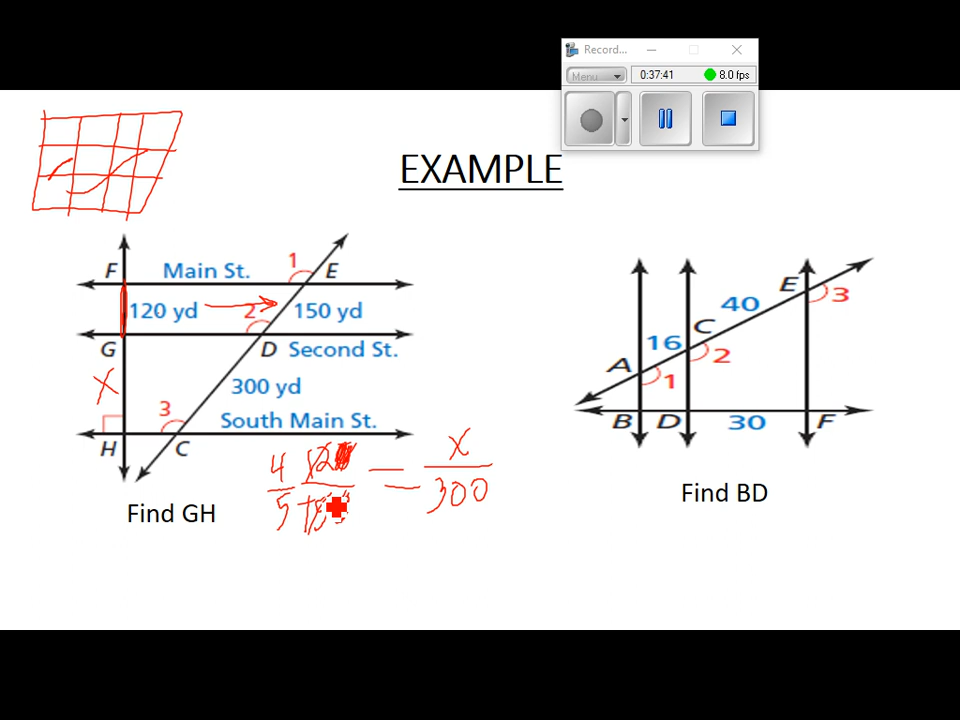 Record...
Menu
0:37:41
8.0 fps
EXAMPLE
F Main St. 1 E
120 yd 2 150 yd
G D Second St.
X 300 yd
3 South Main St.
H C
Find GH
4/5 120/150 = x/300
E 3
40
C
16 2
A 1
B D 30 F
Find BD